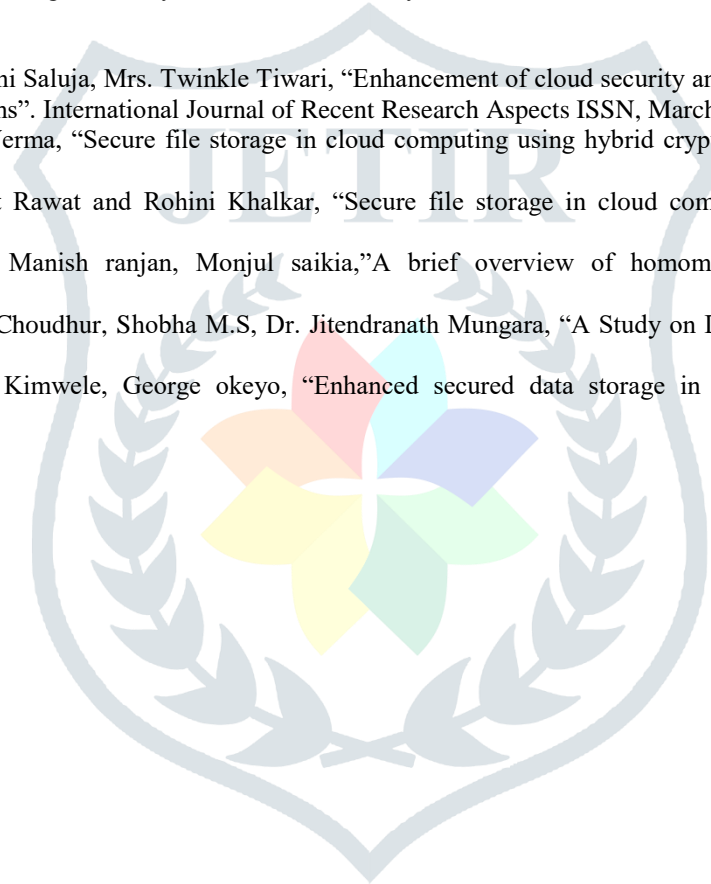 ni Saluja, Mrs. Twinkle Tiwari, “Enhancement of cloud security an
ns”. International Journal of Recent Research Aspects ISSN, March
erma, “Secure file storage in cloud computing using hybrid cryp
t Rawat and Rohini Khalkar, “Secure file storage in cloud com
Manish ranjan, Monjul saikia,”A brief overview of homom
Choudhur, Shobha M.S, Dr. Jitendranath Mungara, “A Study on
Kimwele, George okeyo, “Enhanced secured data storage in
JETIR